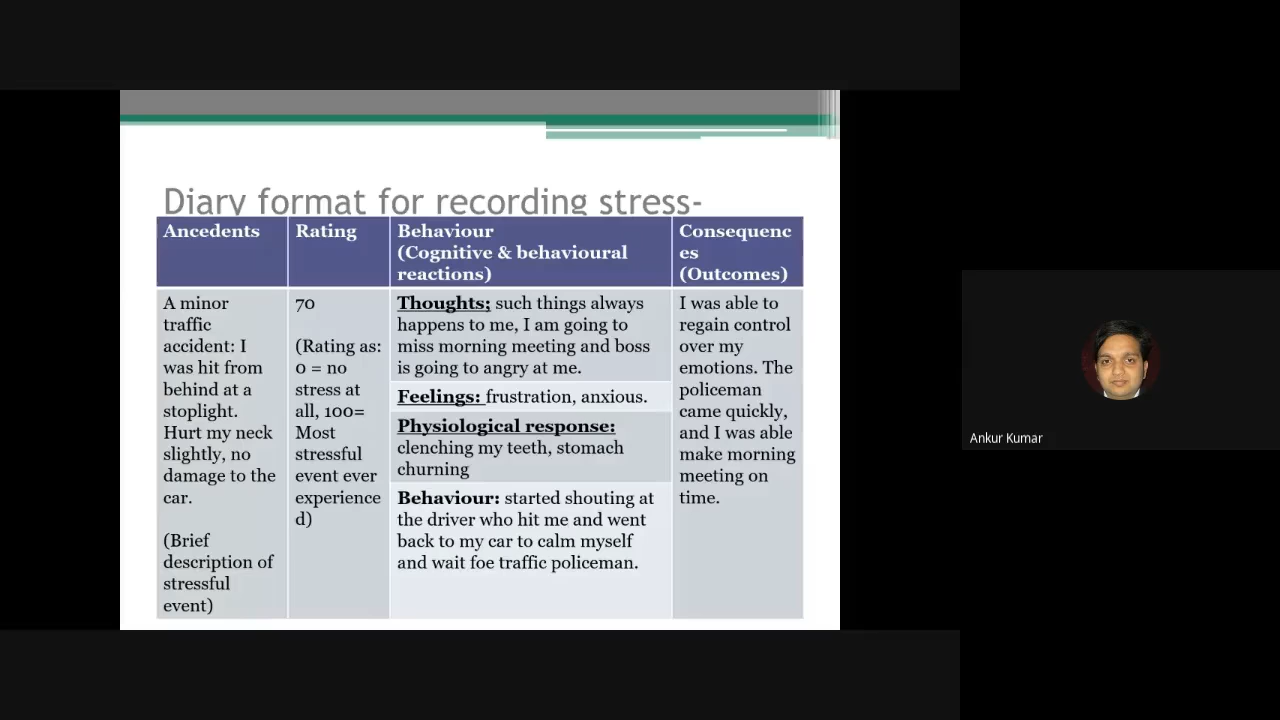 Diary format for recording stress-
Ancedents
Rating
Behaviour
(Cognitive & behavioural
reactions)
Consequenc
es
(Outcomes)
A minor
traffic
accident: I
was hit from
behind at a
stoplight.
Hurt my neck
slightly, no
damage to the
car.
(Brief
description of
stressful
event)
70
(Rating as:
0 = no
stress at
all, 100=
Most
stressful
event ever
experience
d)
Thoughts; such things always
happens to me, I am going to
miss morning meeting and boss
is going to angry at me.
Feelings: frustration, anxious.
Physiological response:
clenching my teeth, stomach
churning
Behaviour: started shouting at
the driver who hit me and went
back to my car to calm myself
and wait foe traffic policeman.
I was able to
regain control
over my
emotions. The
policeman
came quickly,
and I was able
make morning
meeting on
time.
Ankur Kumar